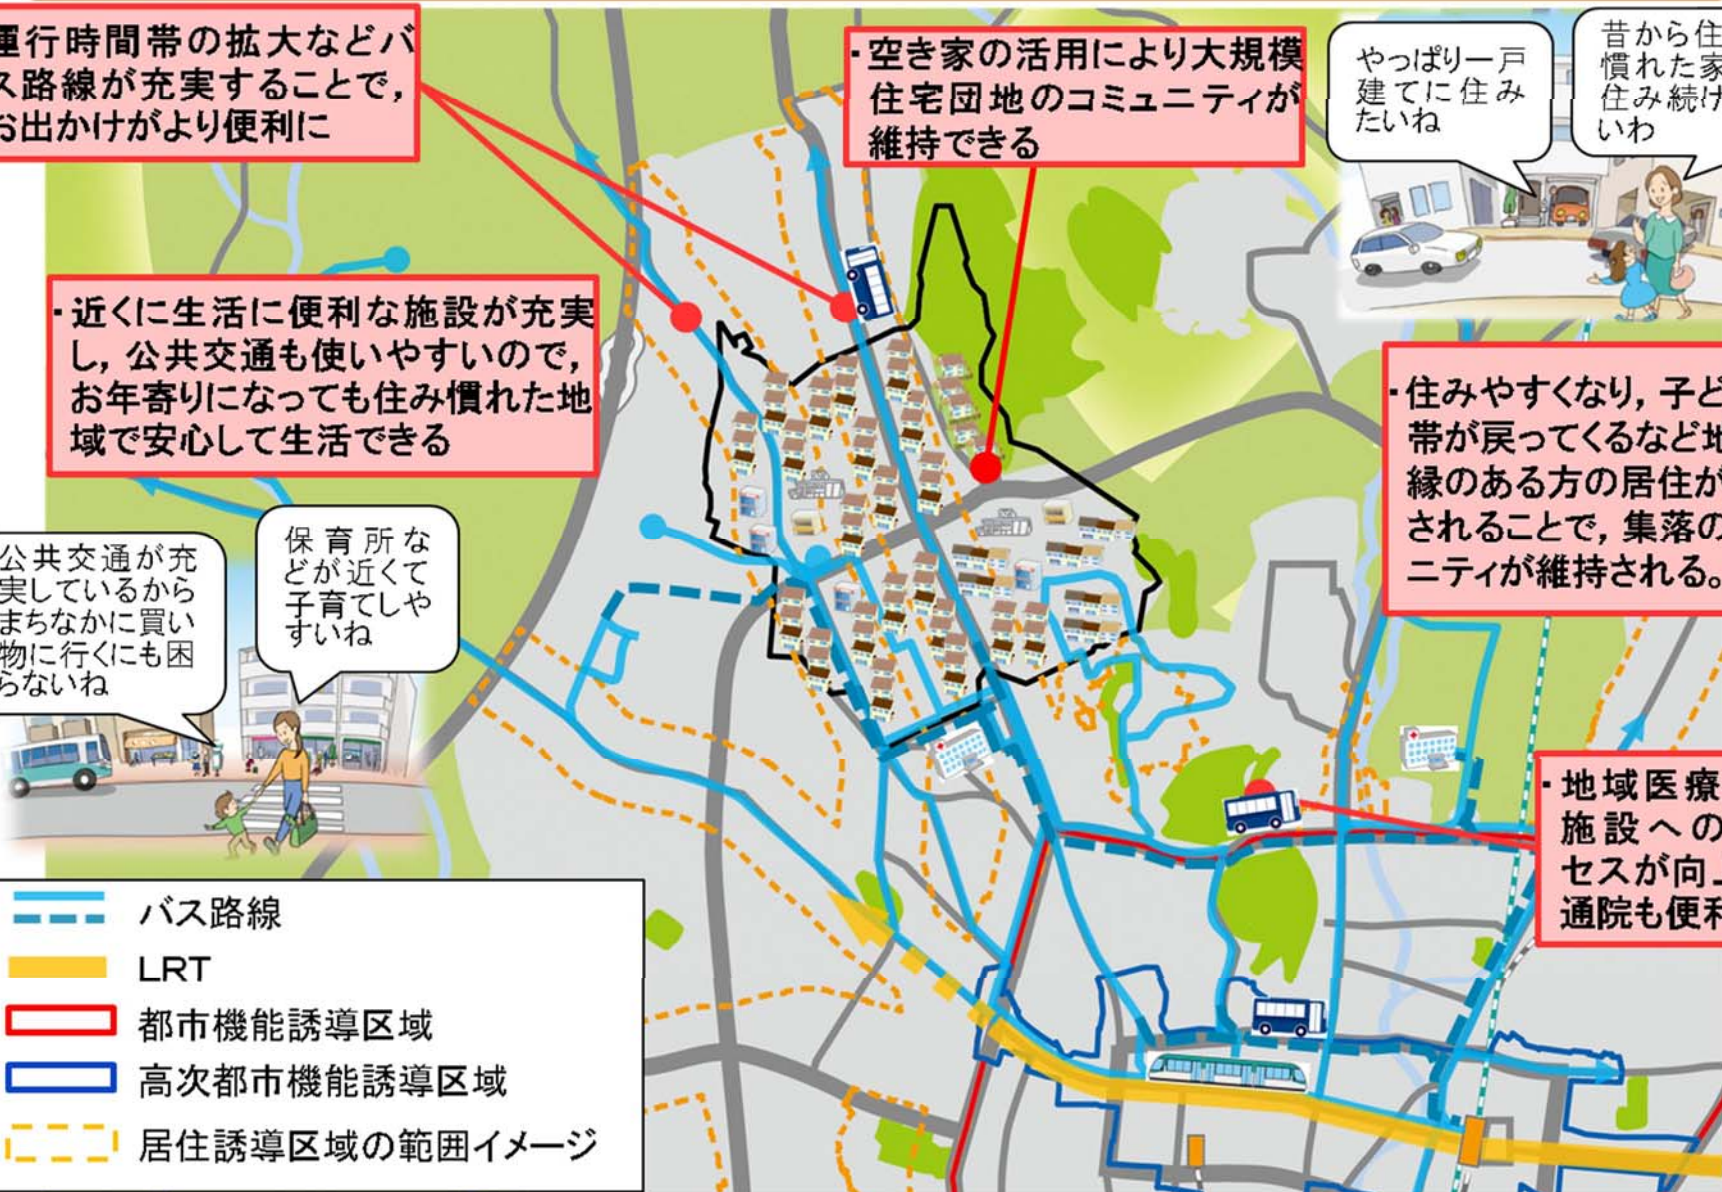 運行時間帯の拡大などバ
ス路線が充実することで,
お出かけがより便利に
・空き家の活用により大規模
住宅団地のコミュニティが
維持できる
やっぱり一戸
建てに住み
たいね
昔から住
慣れた家
住み続け
いわ
・近くに生活に便利な施設が充実
し, 公共交通も使いやすいので,
お年寄りになっても住み慣れた地
域で安心して生活できる
・住みやすくなり, 子ど
帯が戻ってくるなど地
縁のある方の居住が
されることで, 集落の
ニティが維持される。
公共交通が充
実しているから
まちなかに買い
物に行くにも困
らないね
保育所な
どが近くて
子育てしや
すいね
・地域医療
施設への
セスが向上
通院も便利
バス路線
LRT
都市機能誘導区域
高次都市機能誘導区域
居住誘導区域の範囲イメージ